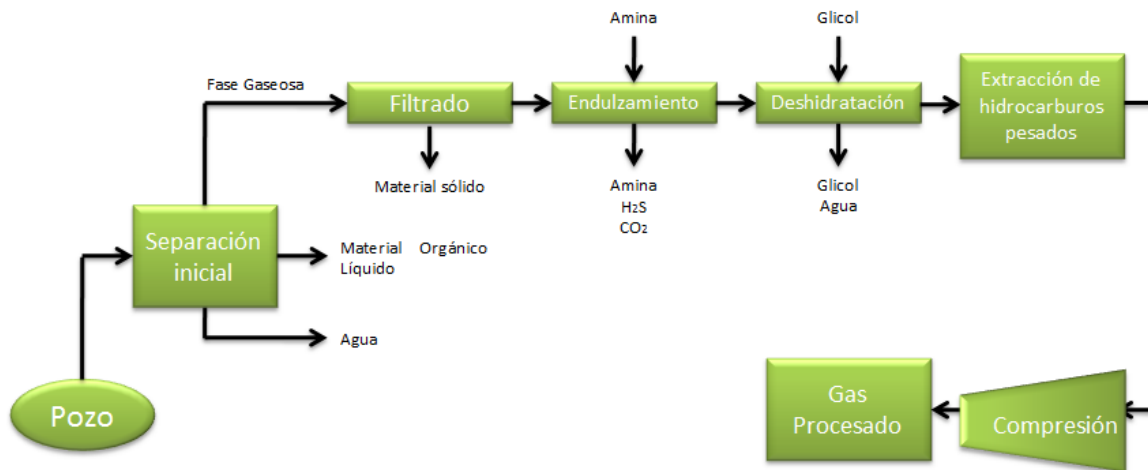 Amina
Glicol
Fase Gaseosa
Filtrado
Endulzamiento
Deshidratación
Extracción de
hidrocarburos
pesados
Material sólido
Amina
H₂S
CO₂
Glicol
Agua
Separación
inicial
Material Orgánico
Líquido
Agua
Pozo
Gas
Procesado
Compresión